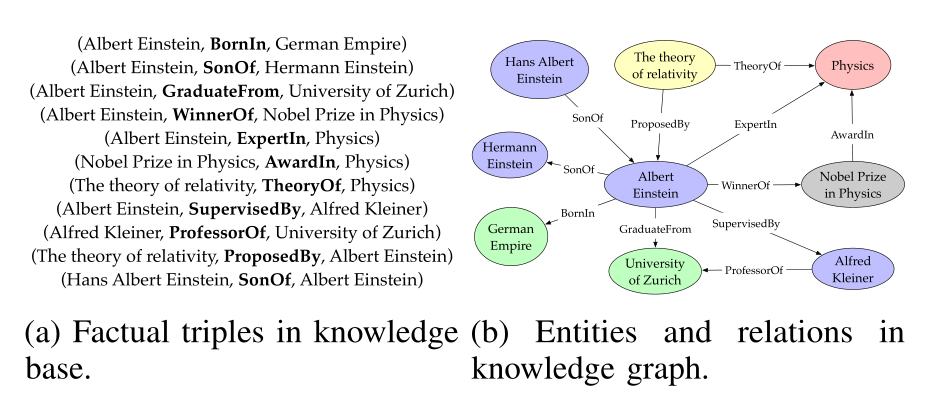 (Albert Einstein, BornIn, German Empire)
(Albert Einstein, SonOf, Hermann Einstein)
(Albert Einstein, GraduateFrom, University of Zurich)
(Albert Einstein, WinnerOf, Nobel Prize in Physics)
(Albert Einstein, ExpertIn, Physics)
(Nobel Prize in Physics, AwardIn, Physics)
(The theory of relativity, TheoryOf, Physics)
(Albert Einstein, SupervisedBy, Alfred Kleiner)
(Alfred Kleiner, ProfessorOf, University of Zurich)
(The theory of relativity, ProposedBy, Albert Einstein)
(Hans Albert Einstein, SonOf, Albert Einstein)
(a) Factual triples in knowledge
base.
Hans Albert
Einstein
The theory
of relativity
TheoryOf
Physics
SonOf
ProposedBy
ExpertIn
AwardIn
Hermann
Einstein
SonOf
Albert
Einstein
WinnerOf
Nobel Prize
in Physics
BornIn
German
Empire
GraduateFrom
SupervisedBy
University
of Zurich
ProfessorOf
Alfred
Kleiner
(b) Entities and relations in
knowledge graph.